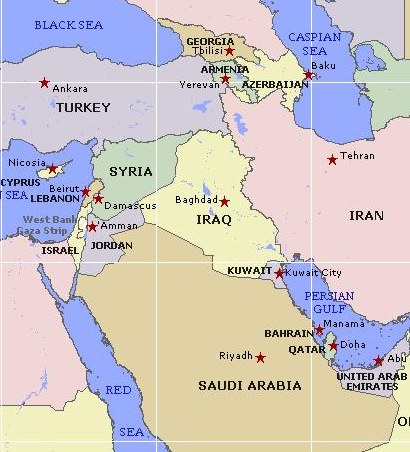 BLACK SEA
GEORGIA
Tbilisi
CASPIAN
SEA
ARMENIA
Baku
Yerevan
AZERBAIJAN
Ankara
TURKEY
Nicosia
Tehran
CYPRUS
N SEA
SYRIA
Beirut
LEBANON
Damascus
Baghdad
IRAQ
IRAN
West Bank
Gaza Strip
Amman
ISRAEL
JORDAN
KUWAIT
Kuwait City
PERSIAN
GULF
Manama
BAHRAIN
Doha
QATAR
Riyadh
Abu
SAUDI ARABIA
UNITED ARAB
EMIRATES
RED
SEA
O